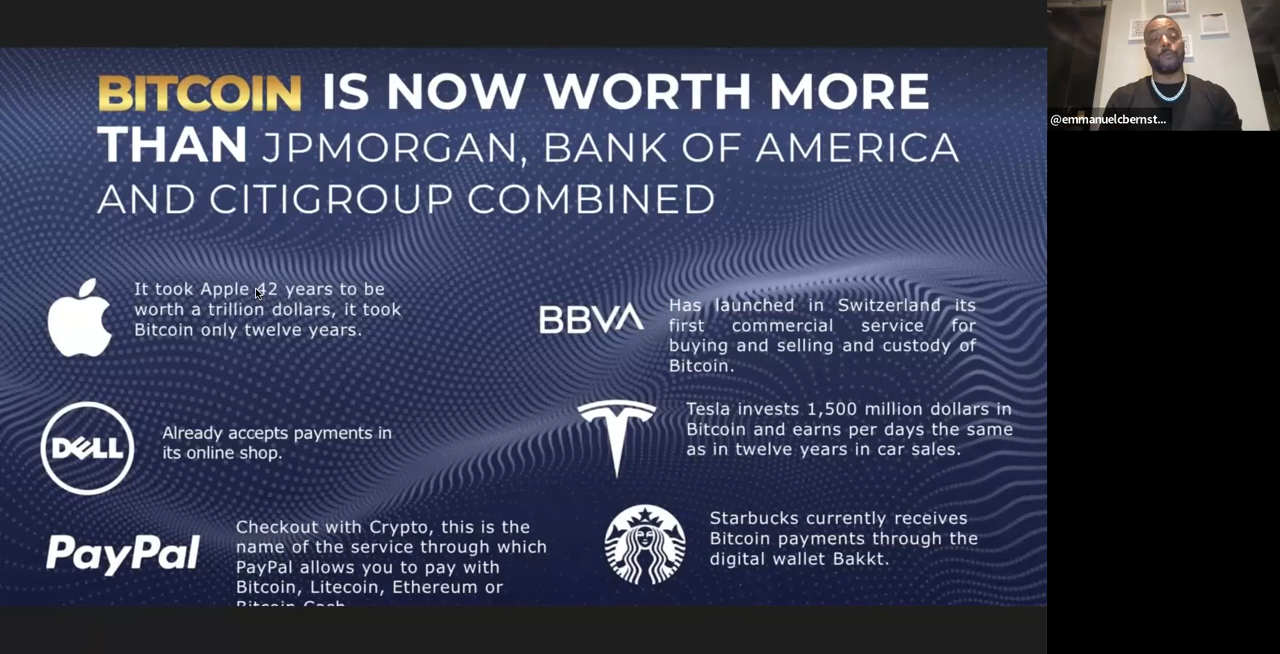 BITCOIN IS NOW WORTH MORE
THAN JPMORGAN, BANK OF AMERICA
AND CITIGROUP COMBINED
It took Apple 42 years to be
worth a trillion dollars, it took
Bitcoin only twelve years.
BBVA
Has launched in Switzerland its
first commercial service for
buying and selling and custody of
Bitcoin.
DELL
Already accepts payments in
its online shop.
Tesla invests 1,500 million dollars in
Bitcoin and earns per days the same
as in twelve years in car sales.
PayPal
Checkout with Crypto, this is the
name of the service through which
PayPal allows you to pay with
Bitcoin, Litecoin, Ethereum or
Bitcoin Cash
Starbucks currently receives
Bitcoin payments through the
digital wallet Bakkt.
@emmanuelcbernst...